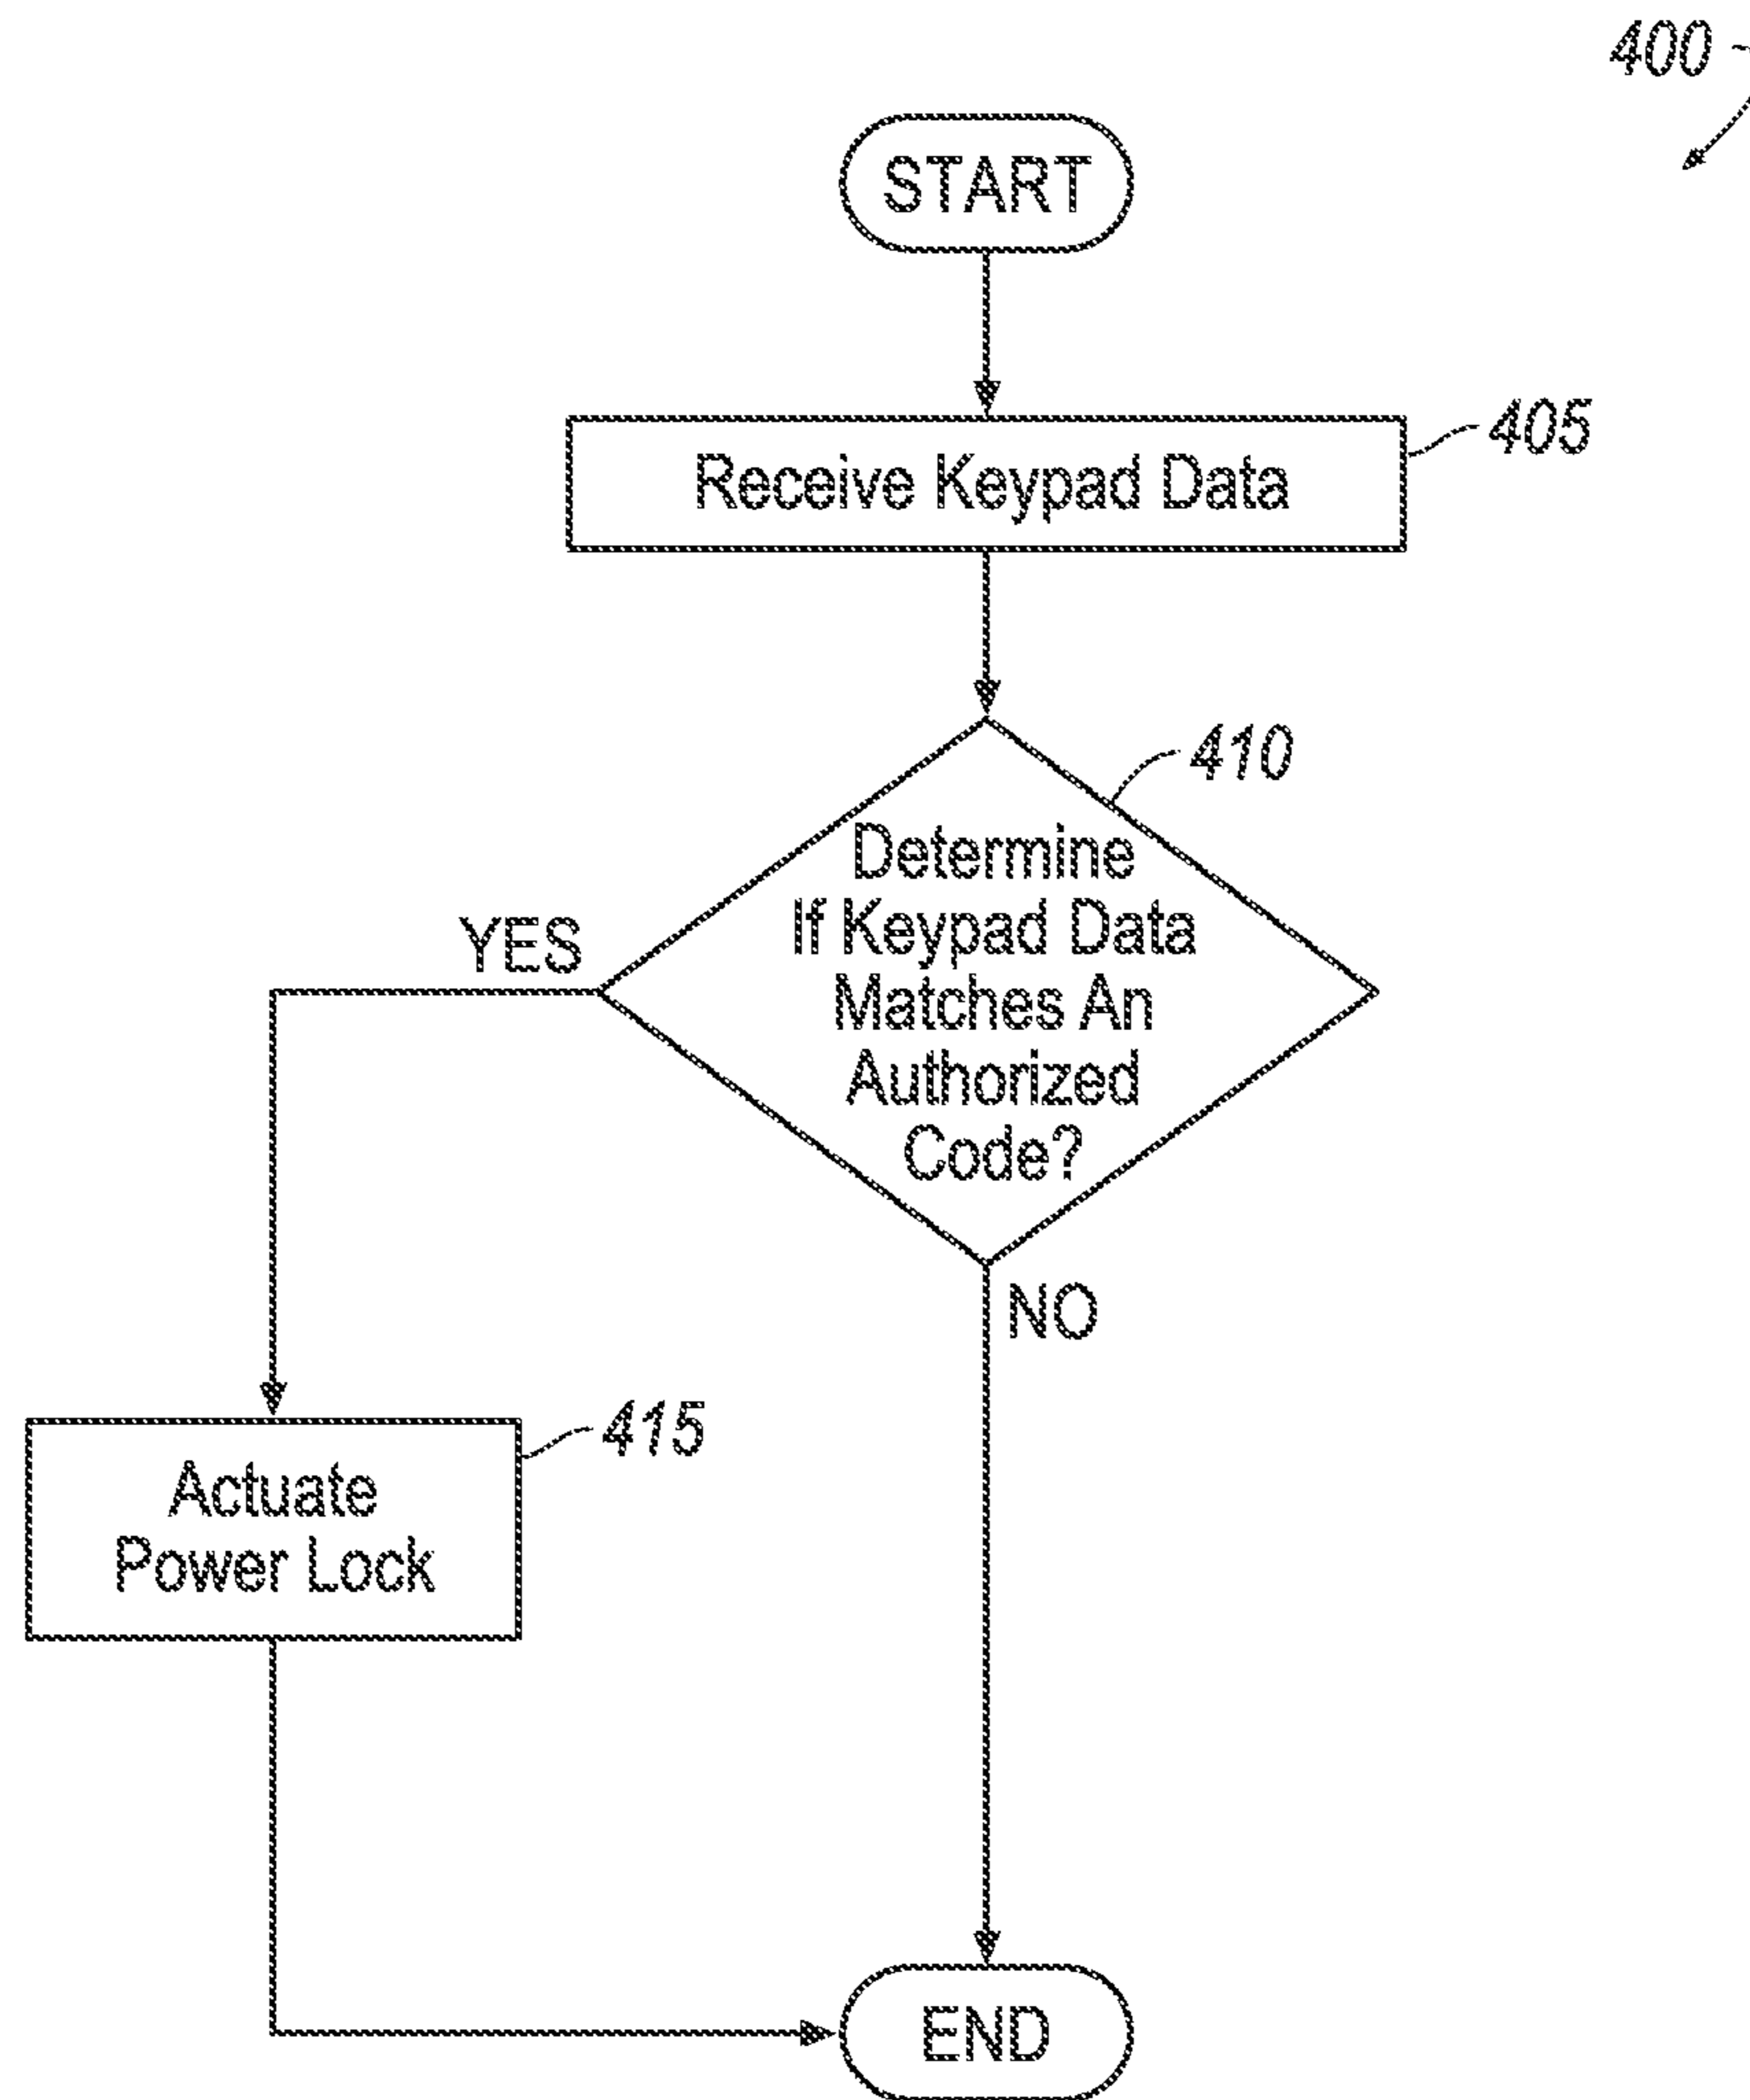 400
START
405
Receive Keypad Data
410
Determine
If Keypad Data
Matches An
Authorized
Code?
YES
NO
415
Actuate
Power Lock
END